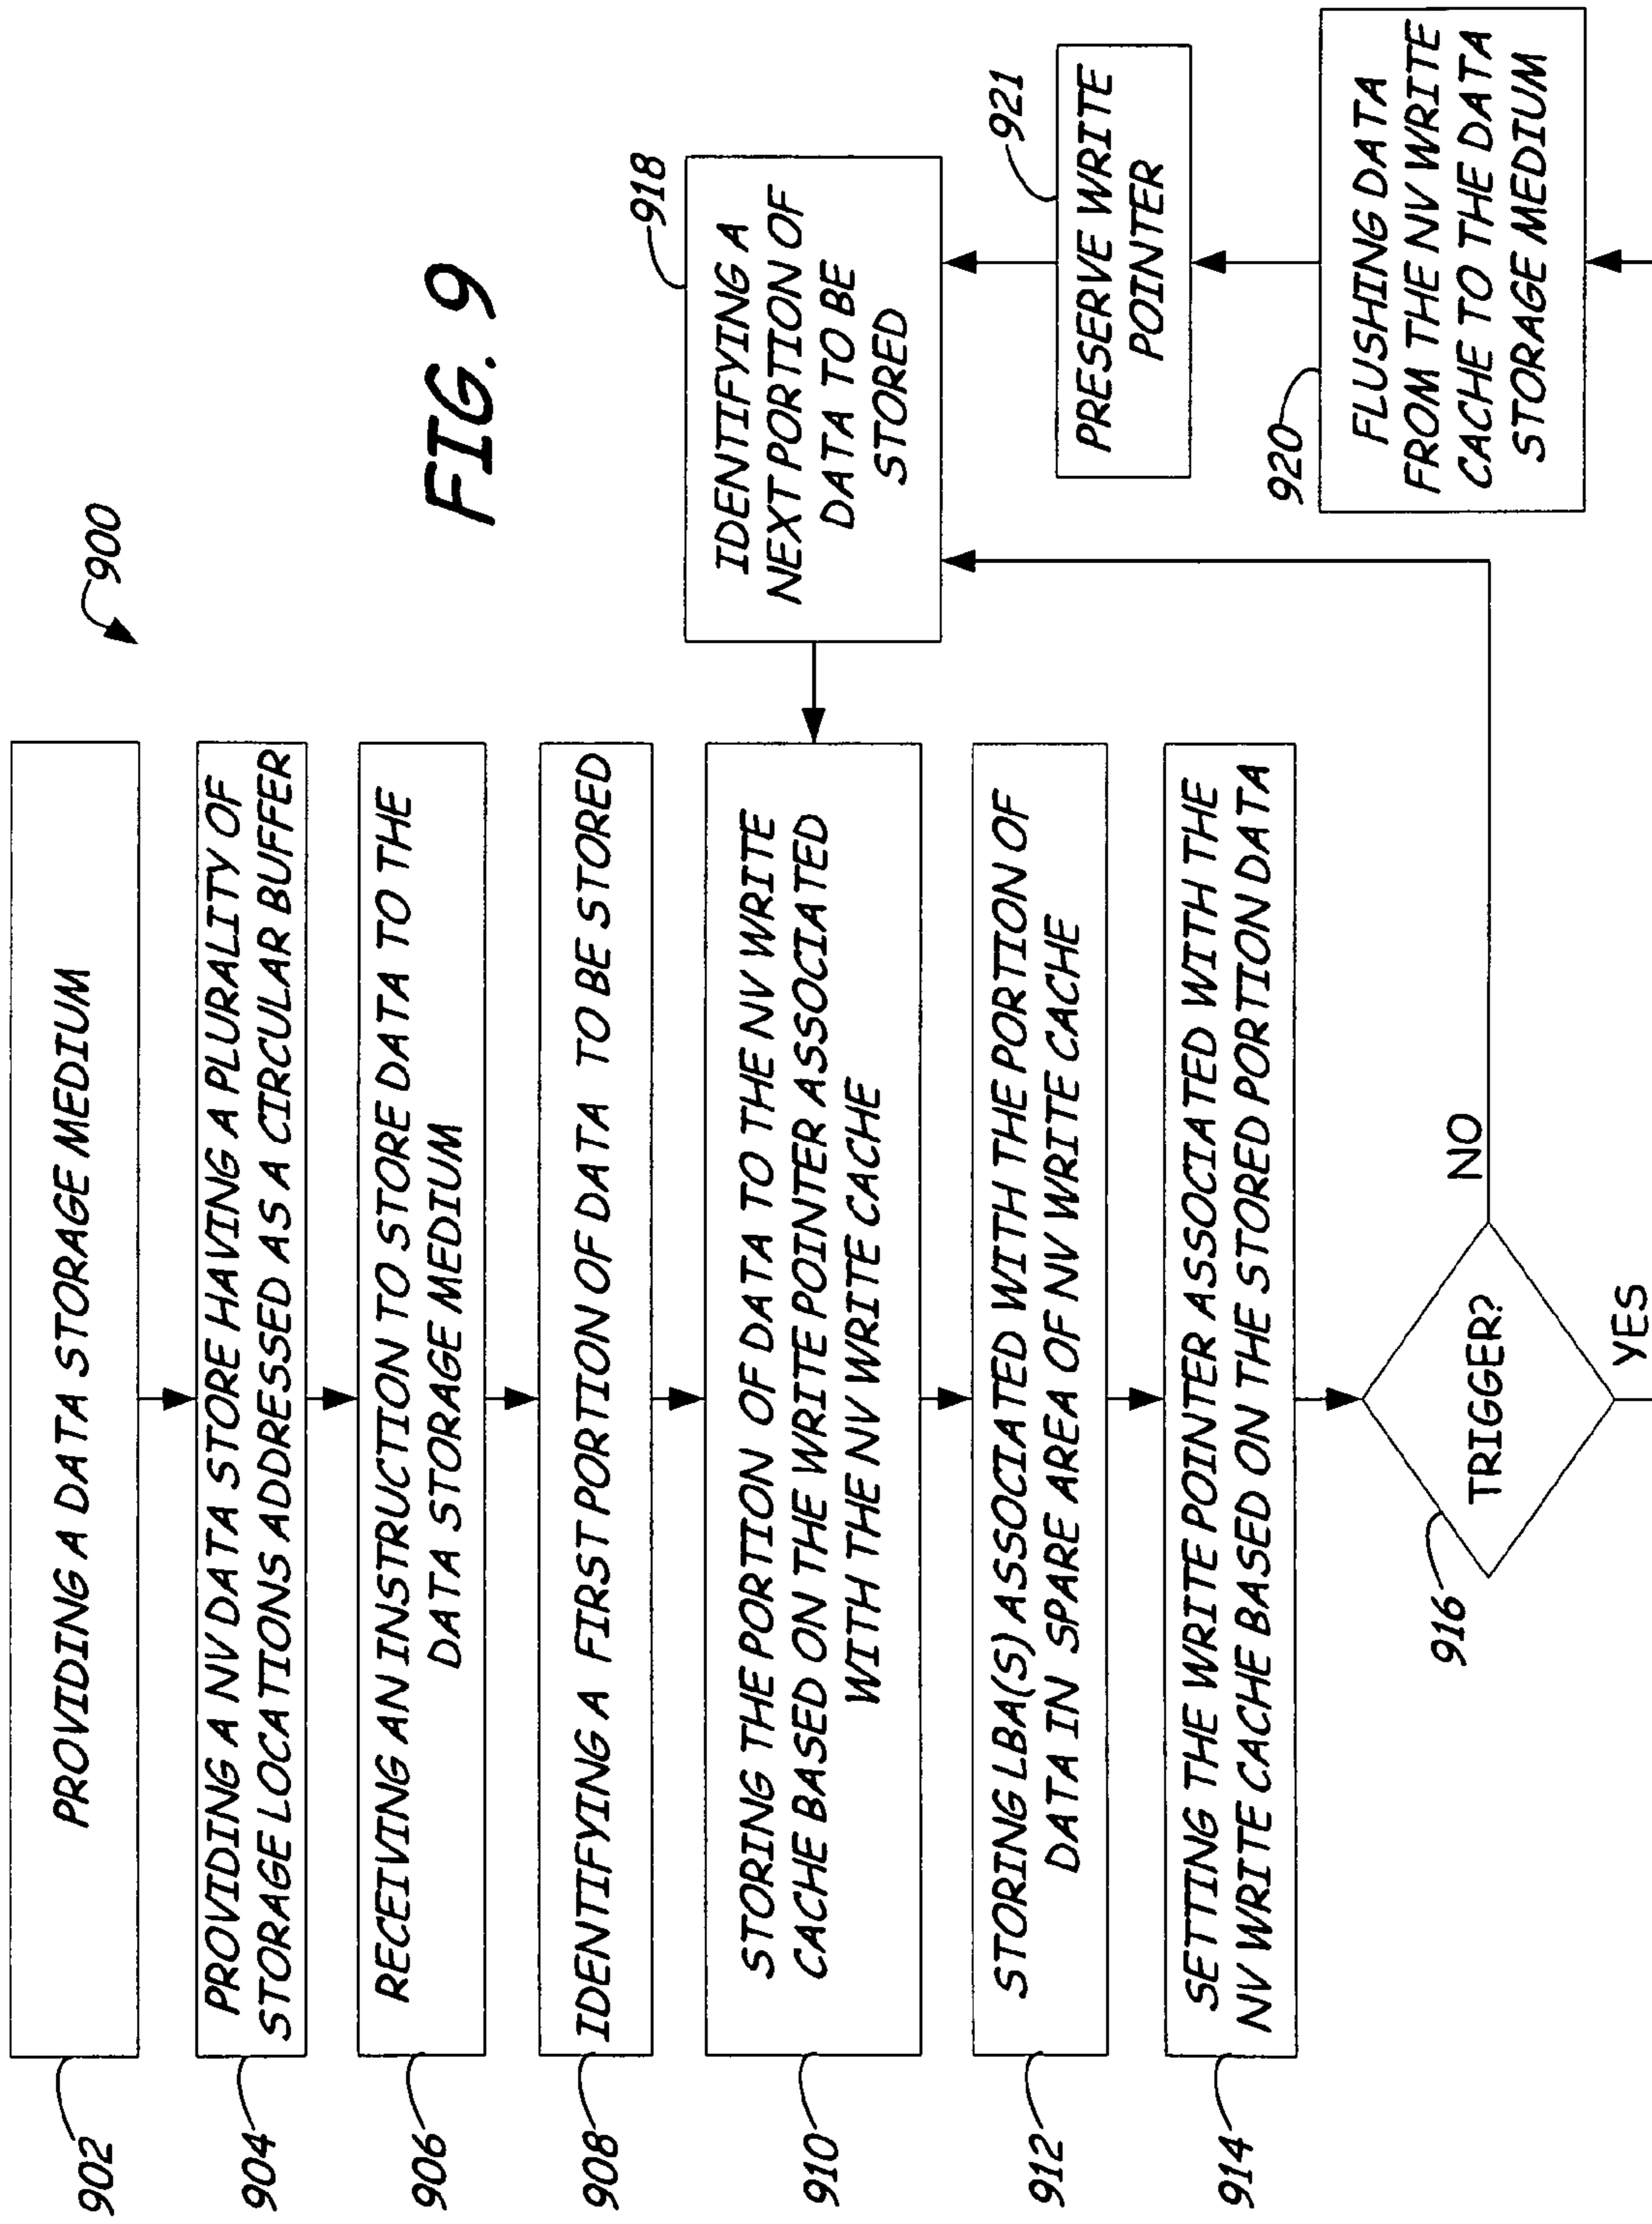 900
FIG. 9
902
PROVIDING A DATA STORAGE MEDIUM
904
PROVIDING A NV DATA STORE HAVING A PLURALITY OF
STORAGE LOCATIONS ADDRESSED AS A CIRCULAR BUFFER
906
RECEIVING AN INSTRUCTION TO STORE DATA TO THE
DATA STORAGE MEDIUM
908
IDENTIFYING A FIRST PORTION OF DATA TO BE STORED
910
STORING THE PORTION OF DATA TO THE NV WRITE
CACHE BASED ON THE WRITE POINTER ASSOCIATED
WITH THE NV WRITE CACHE
912
STORING LBA(S) ASSOCIATED WITH THE PORTION OF
DATA IN SPARE AREA OF NV WRITE CACHE
914
SETTING THE WRITE POINTER ASSOCIATED WITH THE
NV WRITE CACHE BASED ON THE STORED PORTION DATA
916
TRIGGER?
NO
YES
918
IDENTIFYING A
NEXT PORTION OF
DATA TO BE
STORED
921
PRESERVE WRITE
POINTER
920
FLUSHING DATA
FROM THE NV WRITE
CACHE TO THE DATA
STORAGE MEDIUM